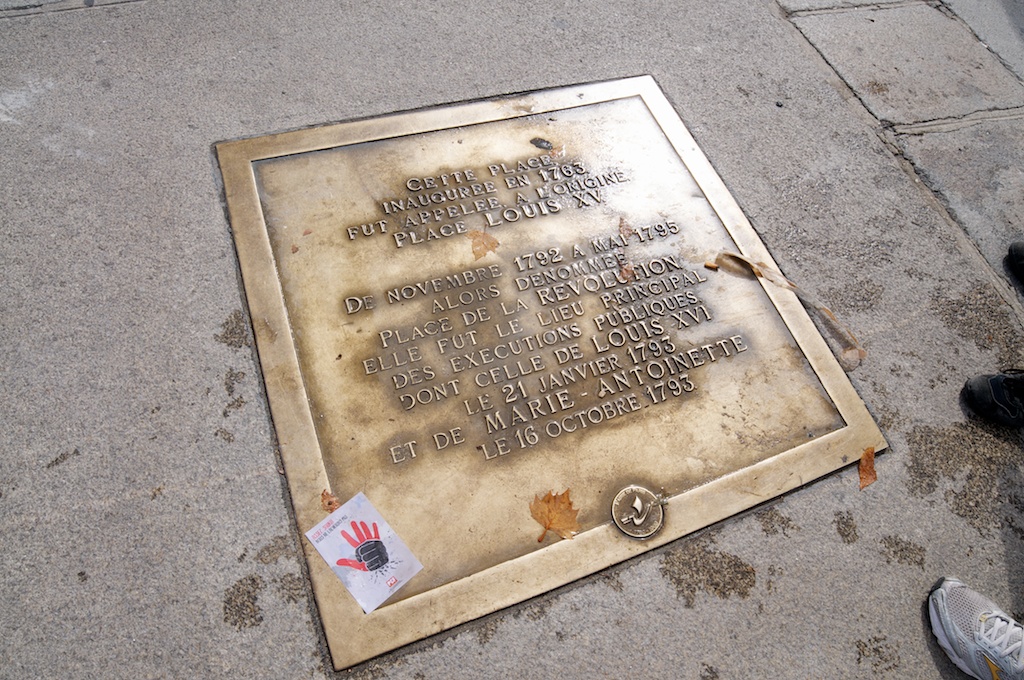 CETTE PLACE
INAUGUREE EN 1763
FUT APPELEE A L'ORIGINE
PLACE LOUIS XV
DE NOVEMBRE 1792 A MAI 1795
ALORS DENOMMEE
PLACE DE LA REVOLUTION
ELLE FUT LE LIEU PRINCIPAL
DES EXECUTIONS PUBLIQUES
DONT CELLE DE LOUIS XVI
LE 21 JANVIER 1793
ET DE MARIE-ANTOINETTE
LE 16 OCTOBRE 1793